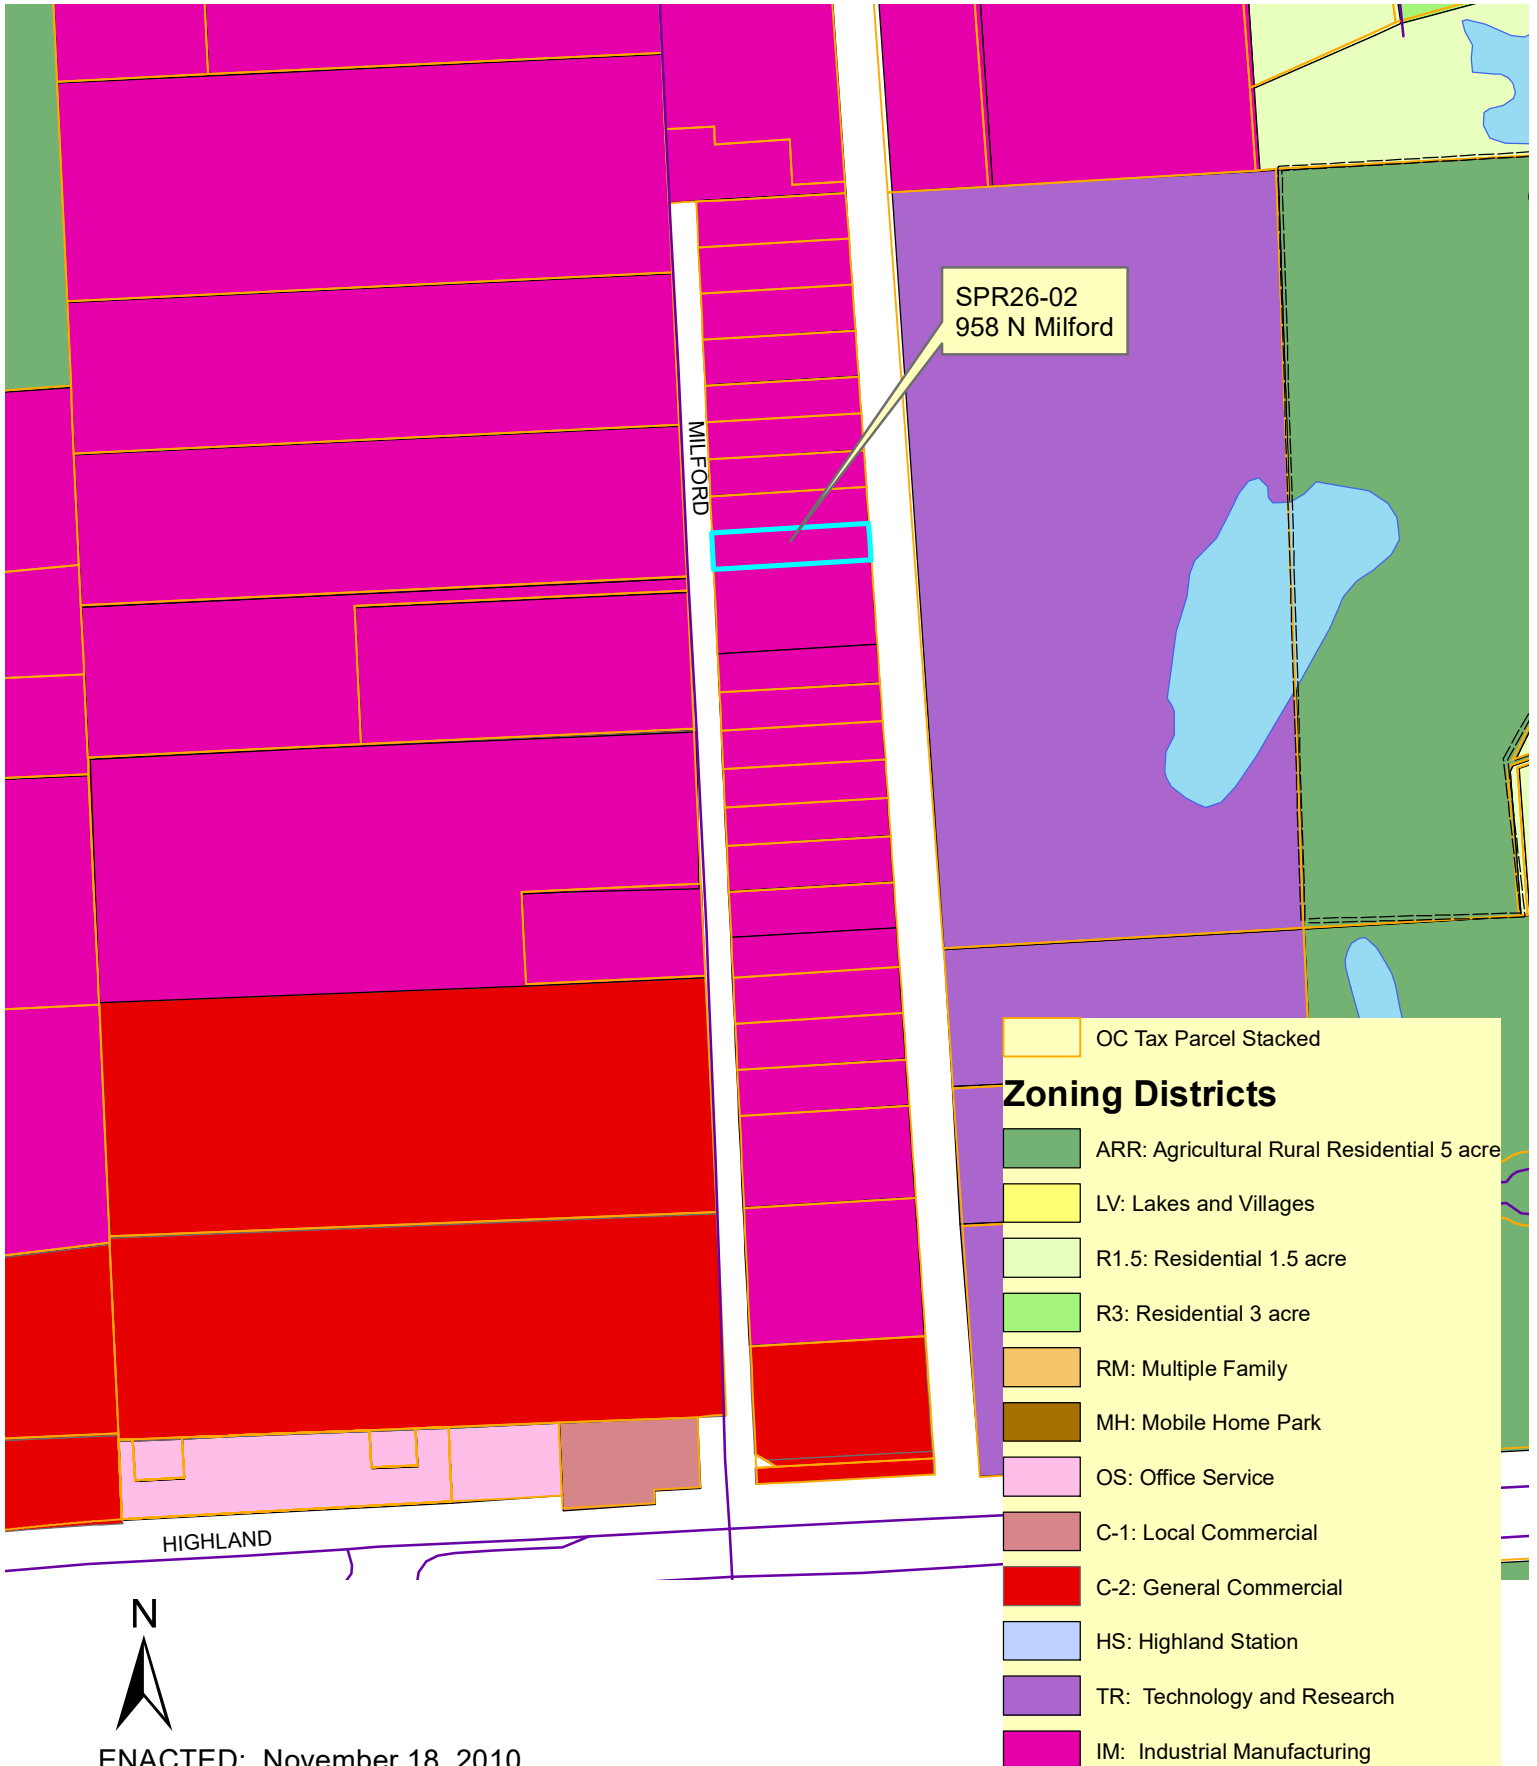 SPR26-02
958 N Milford
MILFORD
OC Tax Parcel Stacked
Zoning Districts
ARR: Agricultural Rural Residential 5 acre
LV: Lakes and Villages
R1.5: Residential 1.5 acre
R3: Residential 3 acre
RM: Multiple Family
MH: Mobile Home Park
OS: Office Service
C-1: Local Commercial
C-2: General Commercial
HS: Highland Station
TR: Technology and Research
IM: Industrial Manufacturing
HIGHLAND
N
ENACTED: November 18, 2010